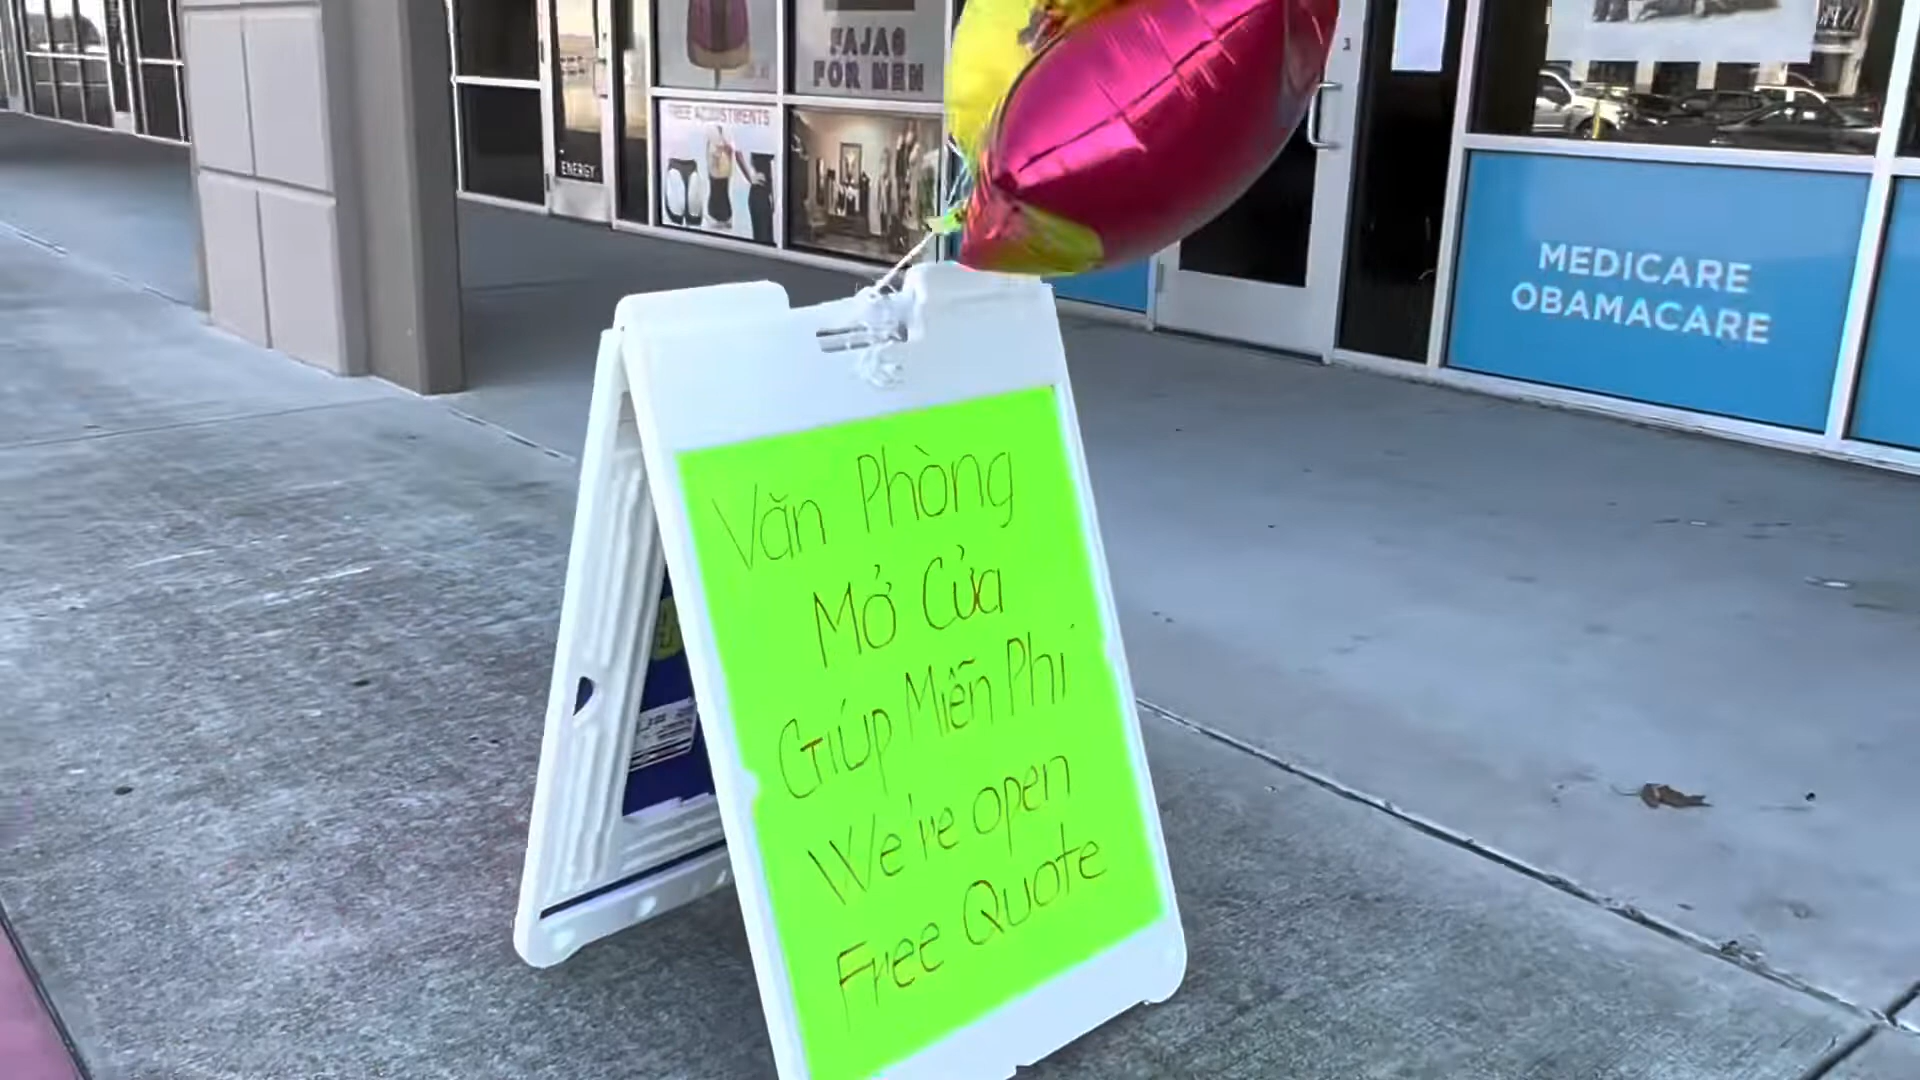 FAJAS
FOR MEN
FREE ADJUSTMENTS
ENERGY
MEDICARE
OBAMACARE
Văn Phòng
Mở Cửa
Giúp Miễn Phí
We're open
Free Quote